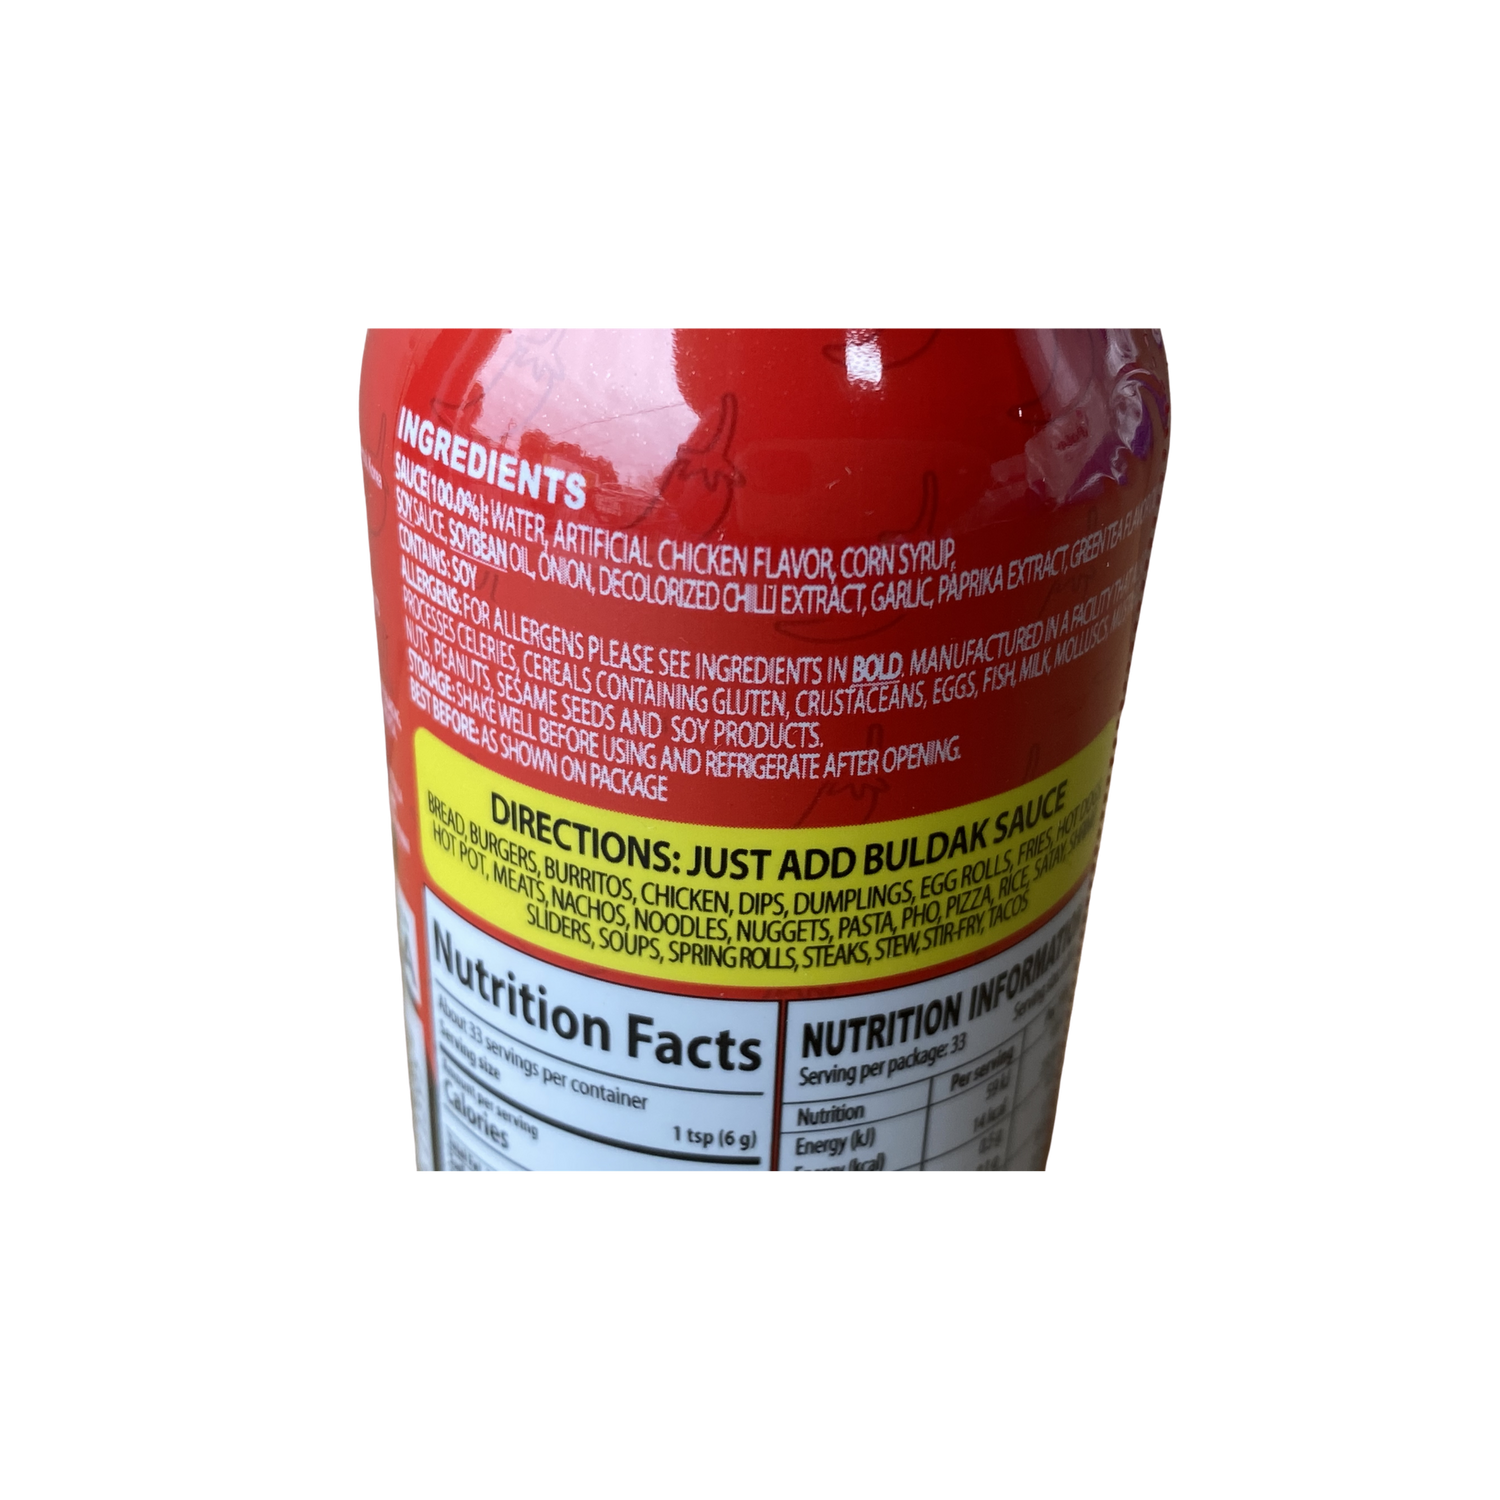 INGREDIENTS
SAUCE(100.0%): WATER, ARTIFICIAL CHICKEN FLAVOR, CORN SYRUP,
SOY SAUCE, SOYBEAN OIL, ONION, DECOLORIZED CHILLI EXTRACT, GARLIC, PAPRIKA EXTRACT, GREEN TEA
CONTAINS: SOY
ALLERGENS: FOR ALLERGENS PLEASE SEE INGREDIENTS IN BOLD. MANUFACTURED IN A FACILITY
PROCESSES CELERIES, CEREALS CONTAINING GLUTEN, CRUSTACEANS, EGGS, FISH, MILK, MOLLUSCS
NUTS, PEANUTS, SESAME SEEDS AND SOY PRODUCTS.
STORAGE: SHAKE WELL BEFORE USING AND REFRIGERATE AFTER OPENING.
BEST BEFORE: AS SHOWN ON PACKAGE
DIRECTIONS: JUST ADD BULDAK SAUCE
BREAD, BURGERS, BURRITOS, CHICKEN, DIPS, DUMPLINGS, EGG ROLLS, FRIES, HOT
HOT POT, MEATS, NACHOS, NOODLES, NUGGETS, PASTA, PHO, PIZZA, RICE, SATAY,
SLIDERS, SOUPS, SPRING ROLLS, STEAKS, STEW, STIR-FRY, TACOS
Nutrition Facts
About 33 servings per container
Serving size 1 tsp (6 g)
Amount per serving
Calories
NUTRITION
Serving per package: 33
Nutrition Per serving
Energy (kJ)
Energy (kcal) 14 kcal